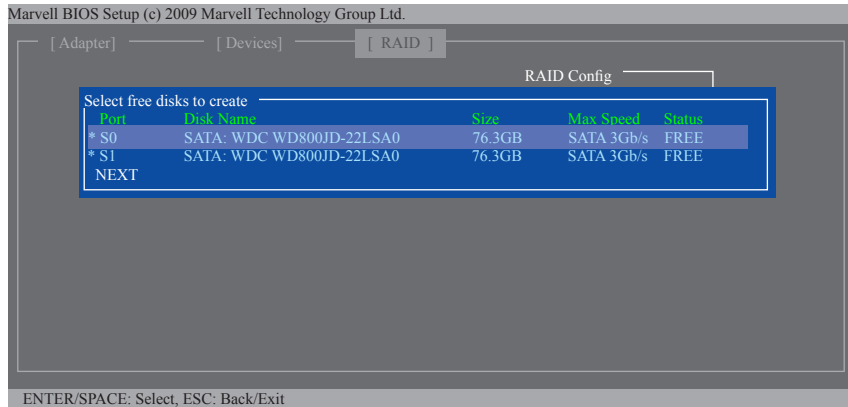 Marvell BIOS Setup (c) 2009 Marvell Technology Group Ltd.
[ Adapter] [ Devices] [ RAID ]
RAID Config
Select free disks to create
Port Disk Name Size Max Speed Status
* S0 SATA: WDC WD800JD-22LSA0 76.3GB SATA 3Gb/s FREE
* S1 SATA: WDC WD800JD-22LSA0 76.3GB SATA 3Gb/s FREE
NEXT
ENTER/SPACE: Select, ESC: Back/Exit